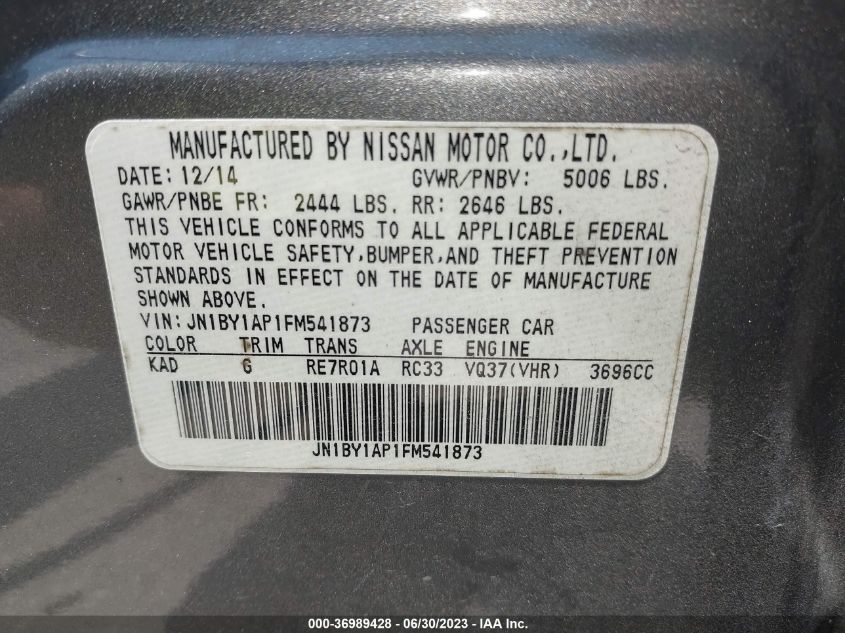 MANUFACTURED BY NISSAN MOTOR CO.,LTD.
DATE: 12/14 GVWR/PNBV: 5006 LBS.
GAWR/PNBE FR: 2444 LBS. RR: 2646 LBS.
THIS VEHICLE CONFORMS TO ALL APPLICABLE FEDERAL
MOTOR VEHICLE SAFETY,BUMPER,AND THEFT PREVENTION
STANDARDS IN EFFECT ON THE DATE OF MANUFACTURE
SHOWN ABOVE.
VIN: JN1BY1AP1FM541873 PASSENGER CAR
COLOR TRIM TRANS AXLE ENGINE
KAD G RE7R01A RC33 VQ37(VHR) 3696CC
JN1BY1AP1FM541873
000-36989428 - 06/30/2023 - IAA Inc.